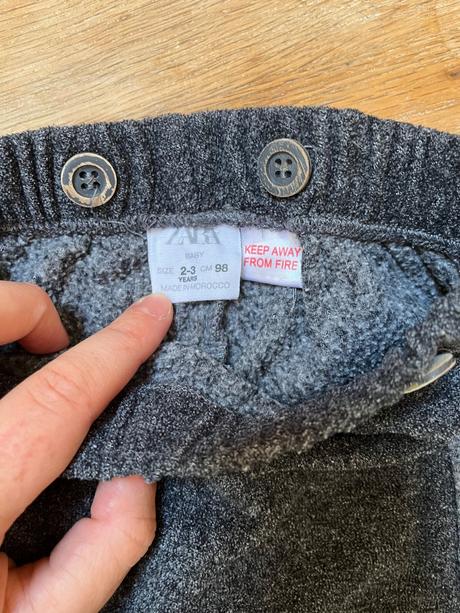 ZARA
BABY
SIZE 2-3 CM 98
YEARS
MADE IN MOROCCO
KEEP AWAY
FROM FIRE